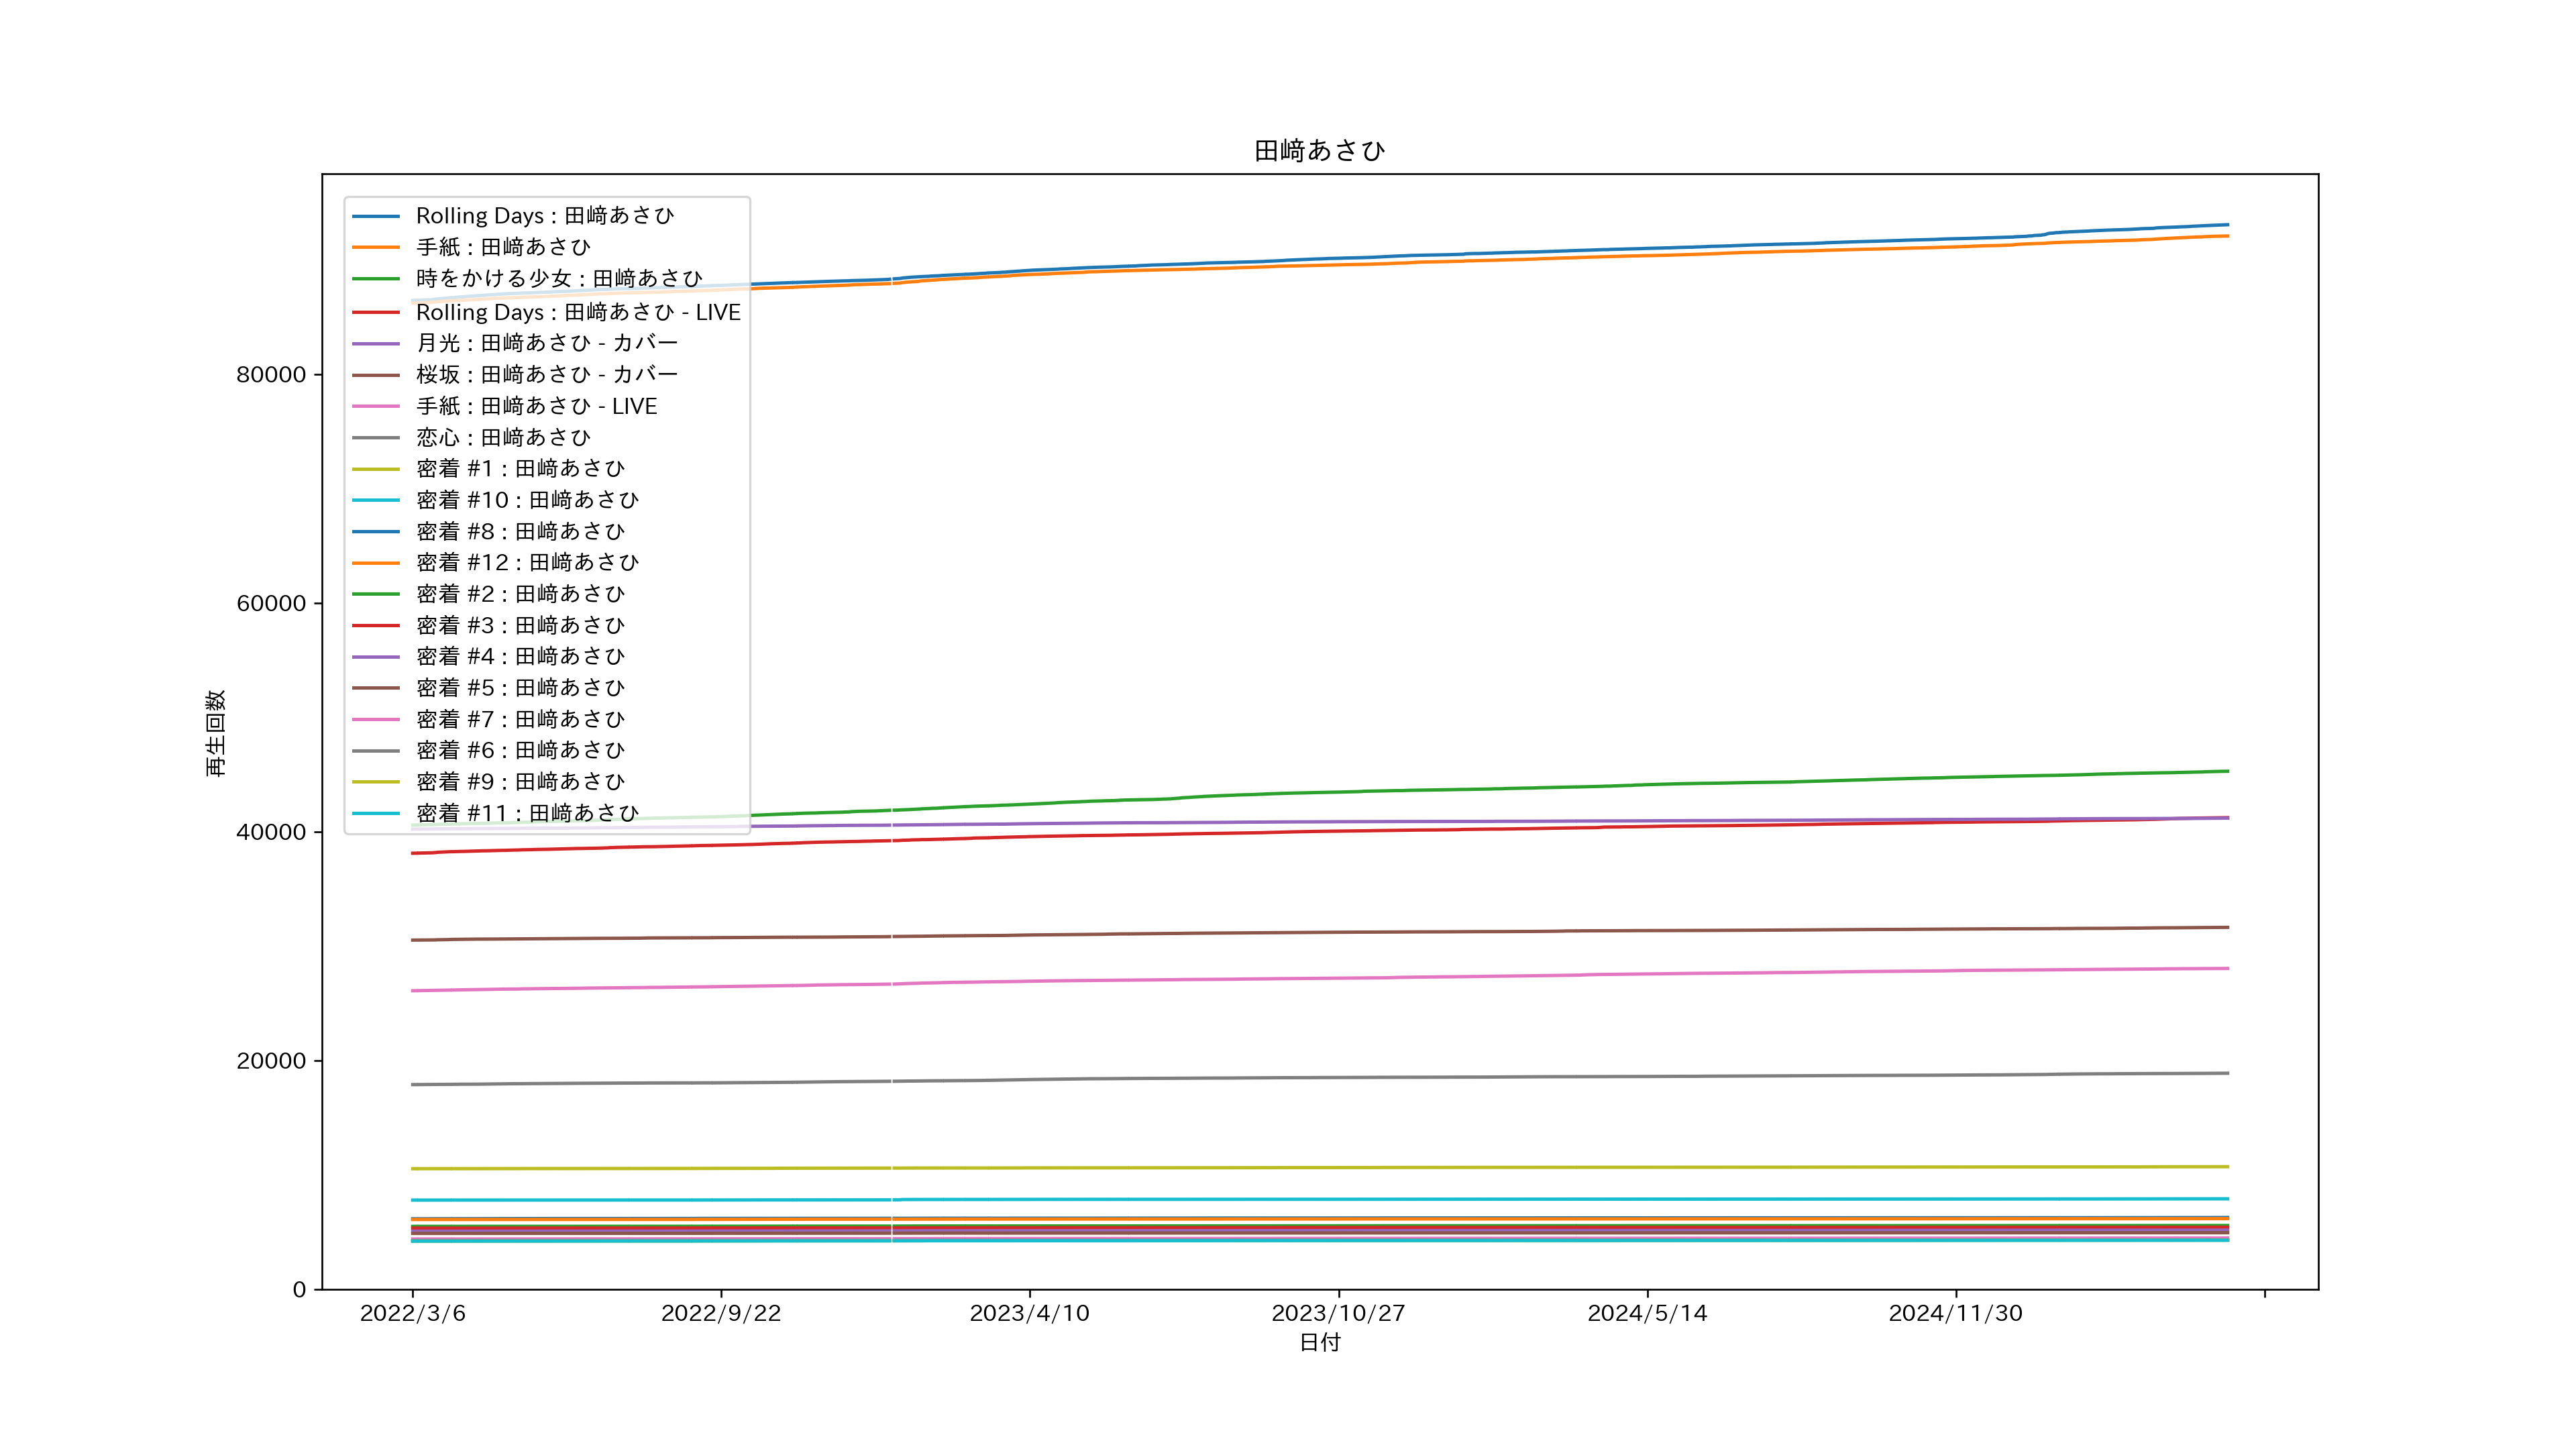 田﨑あさひ
Rolling Days : 田﨑あさひ
手紙 : 田﨑あさひ
時をかける少女 : 田﨑あさひ
Rolling Days : 田﨑あさひ - LIVE
月光 : 田﨑あさひ - カバー
桜坂 : 田﨑あさひ - カバー
手紙 : 田﨑あさひ - LIVE
恋心 : 田﨑あさひ
密着 #1 : 田﨑あさひ
密着 #10 : 田﨑あさひ
密着 #8 : 田﨑あさひ
密着 #12 : 田﨑あさひ
密着 #2 : 田﨑あさひ
密着 #3 : 田﨑あさひ
密着 #4 : 田﨑あさひ
密着 #5 : 田﨑あさひ
密着 #7 : 田﨑あさひ
密着 #6 : 田﨑あさひ
密着 #9 : 田﨑あさひ
密着 #11 : 田﨑あさひ
再生回数
80000
60000
40000
20000
0
2022/3/6 2022/9/22 2023/4/10 2023/10/27 2024/5/14 2024/11/30
日付